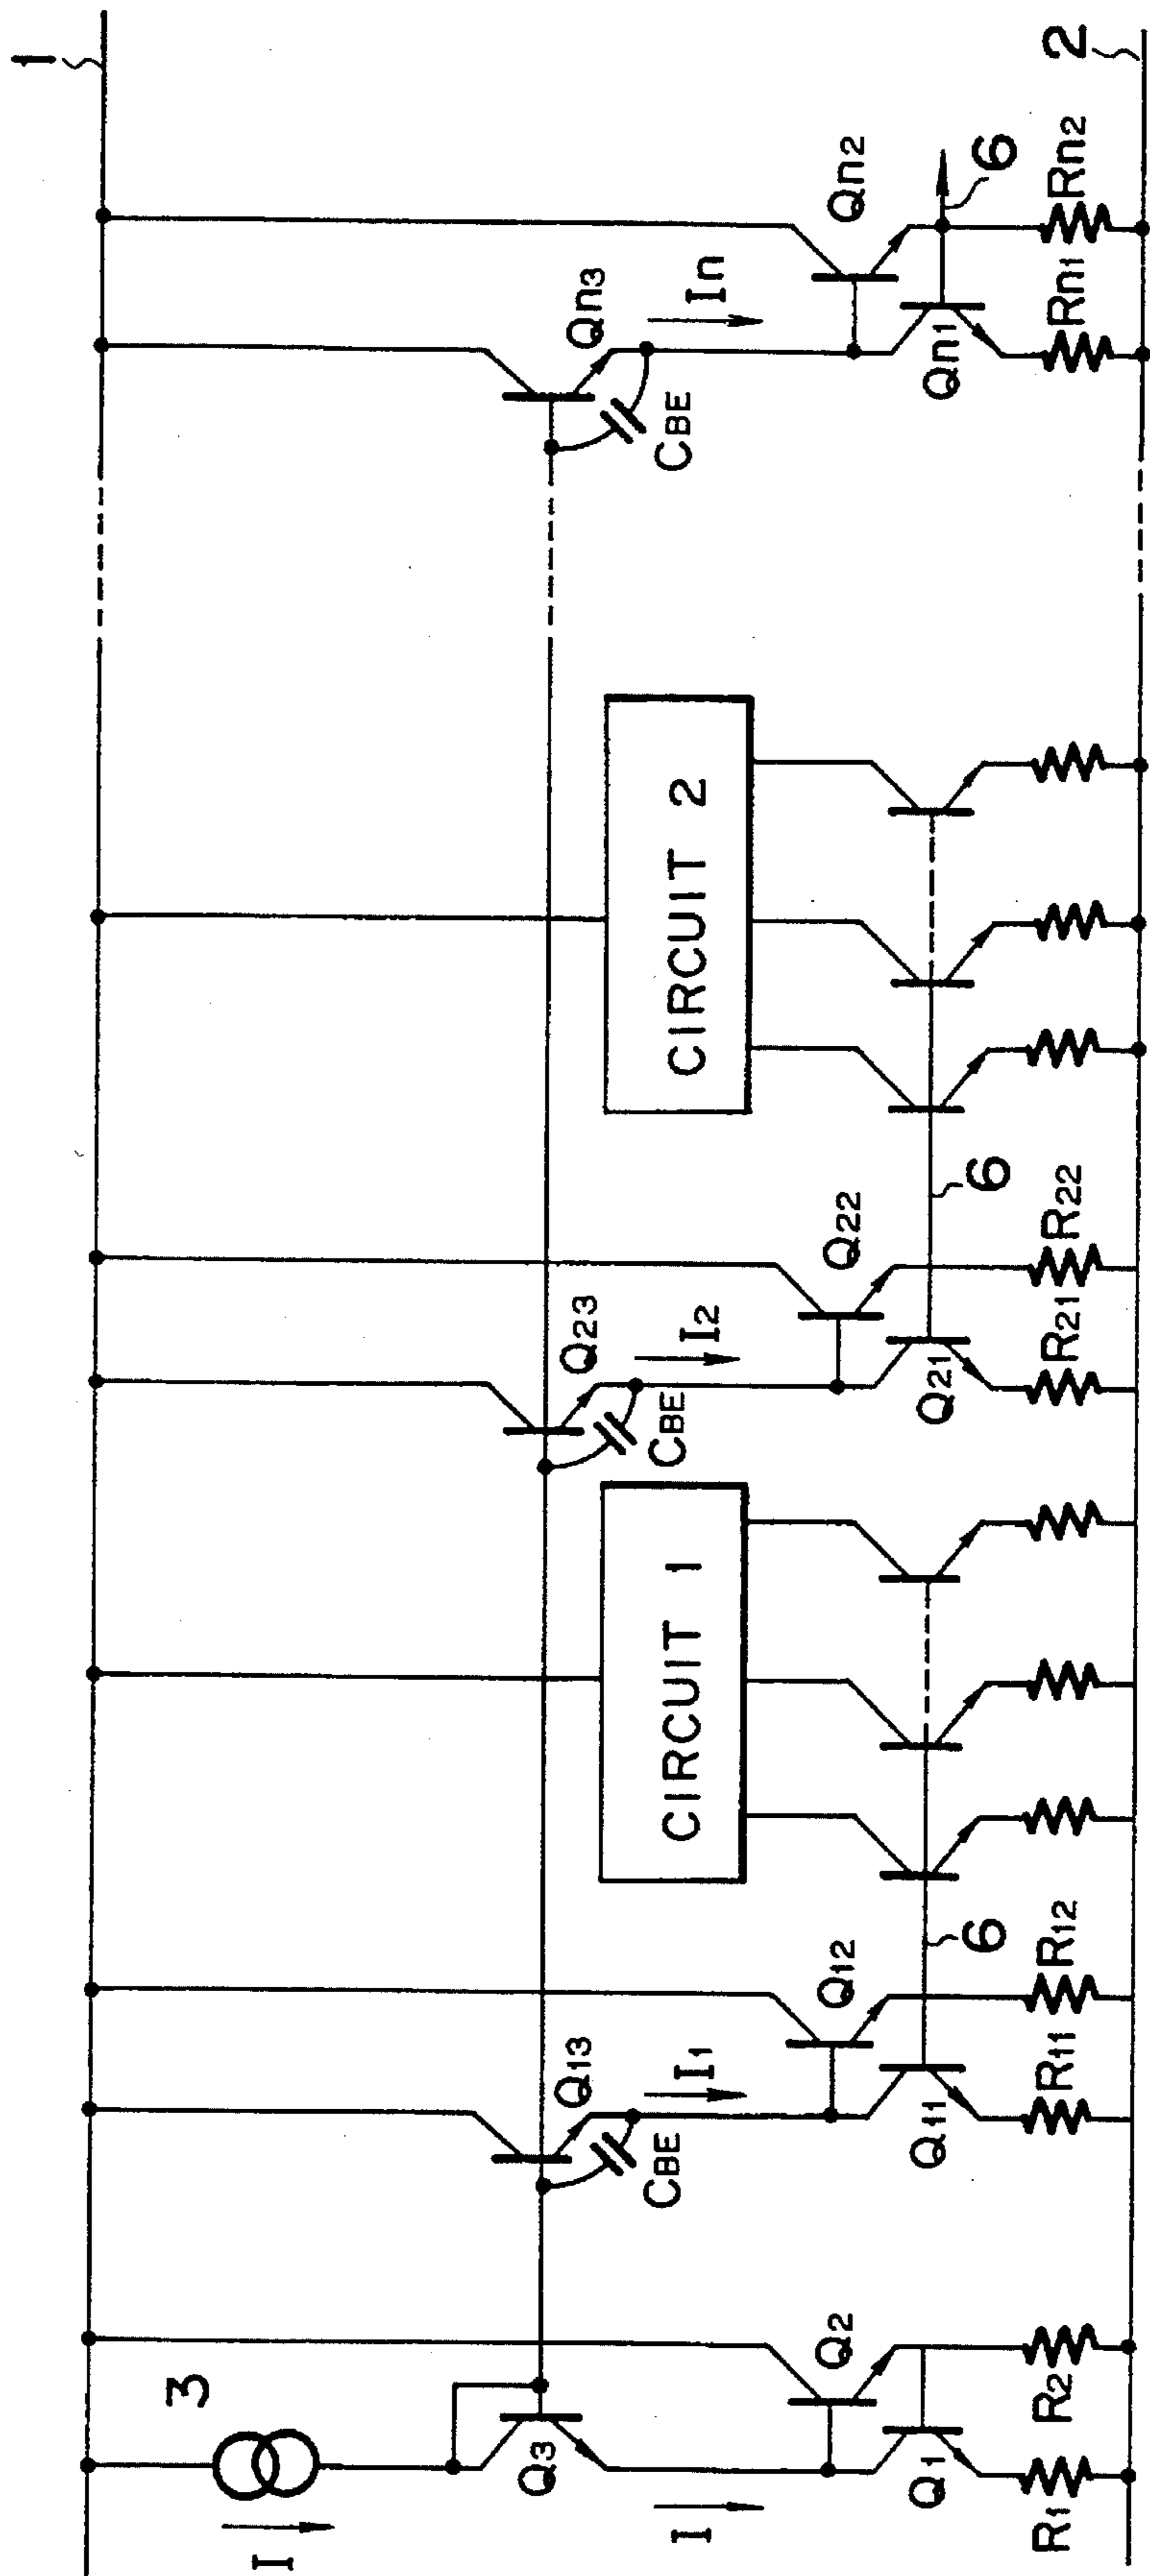 1
3
I
Q3
I
Q2
Q1
R1
R2
Q13
CBE
I1
Q12
Q11
R11
R12
6
CIRCUIT 1
Q23
CBE
I2
Q22
Q21
R21
R22
6
CIRCUIT 2
Qn3
CBE
In
Qn2
Qn1
6
Rn1
Rn2
2